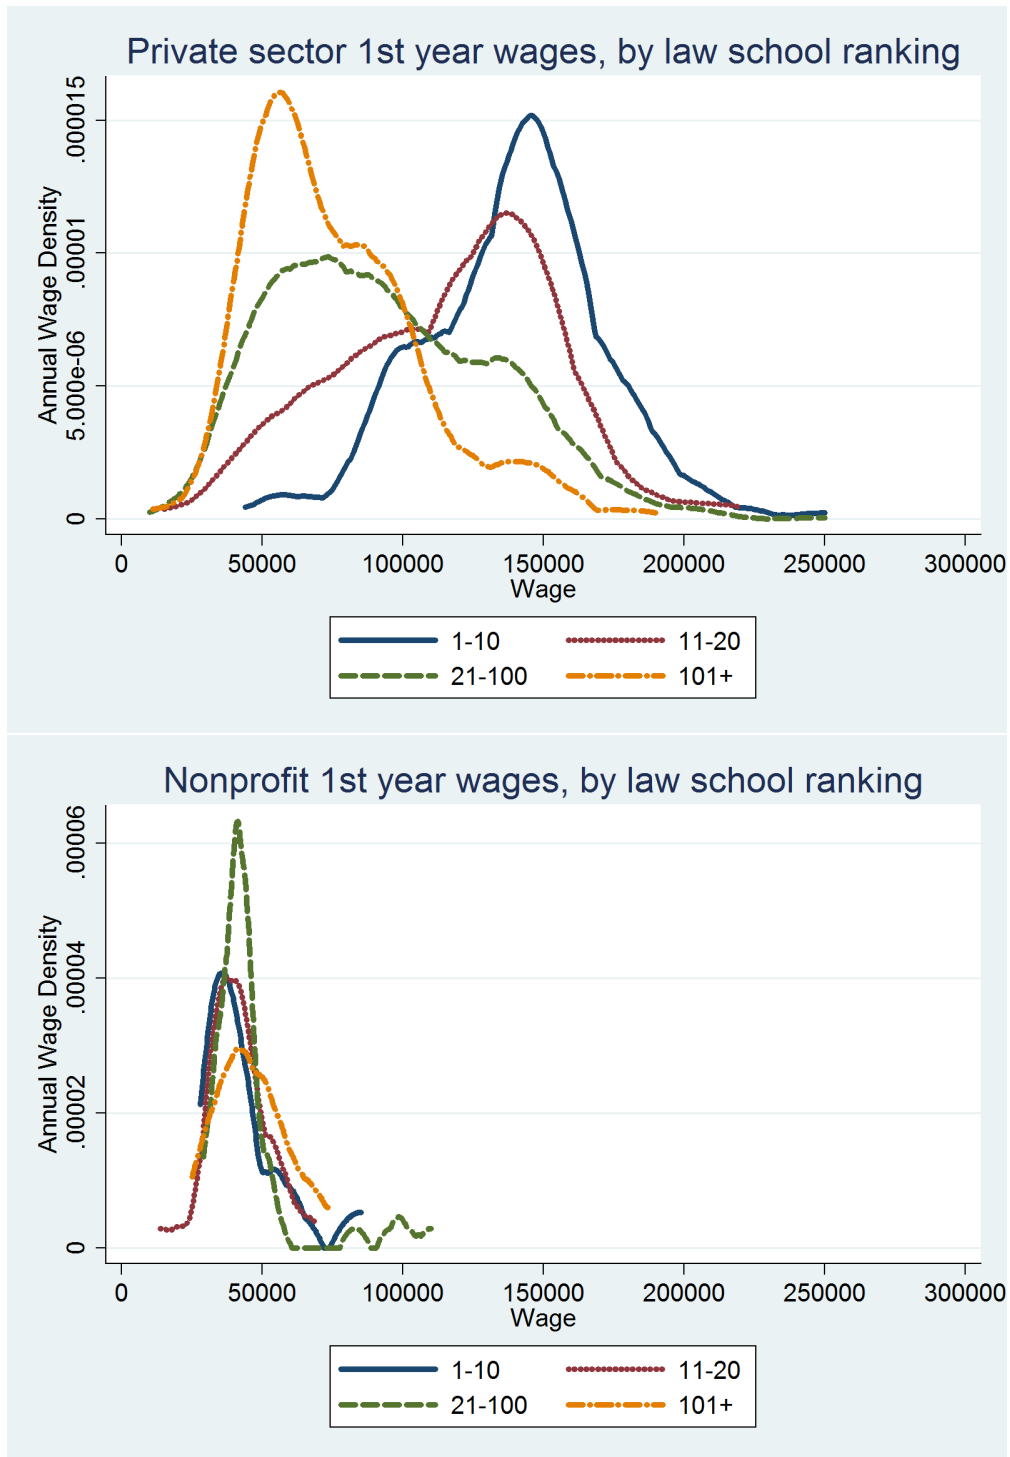 Private sector 1st year wages, by law school ranking
Annual Wage Density
.000015
.00001
5.000e-06
0
0 50000 100000 150000 200000 250000 300000
Wage
1-10 11-20
21-100 101+
Nonprofit 1st year wages, by law school ranking
Annual Wage Density
.00006
.00004
.00002
0
0 50000 100000 150000 200000 250000 300000
Wage
1-10 11-20
21-100 101+